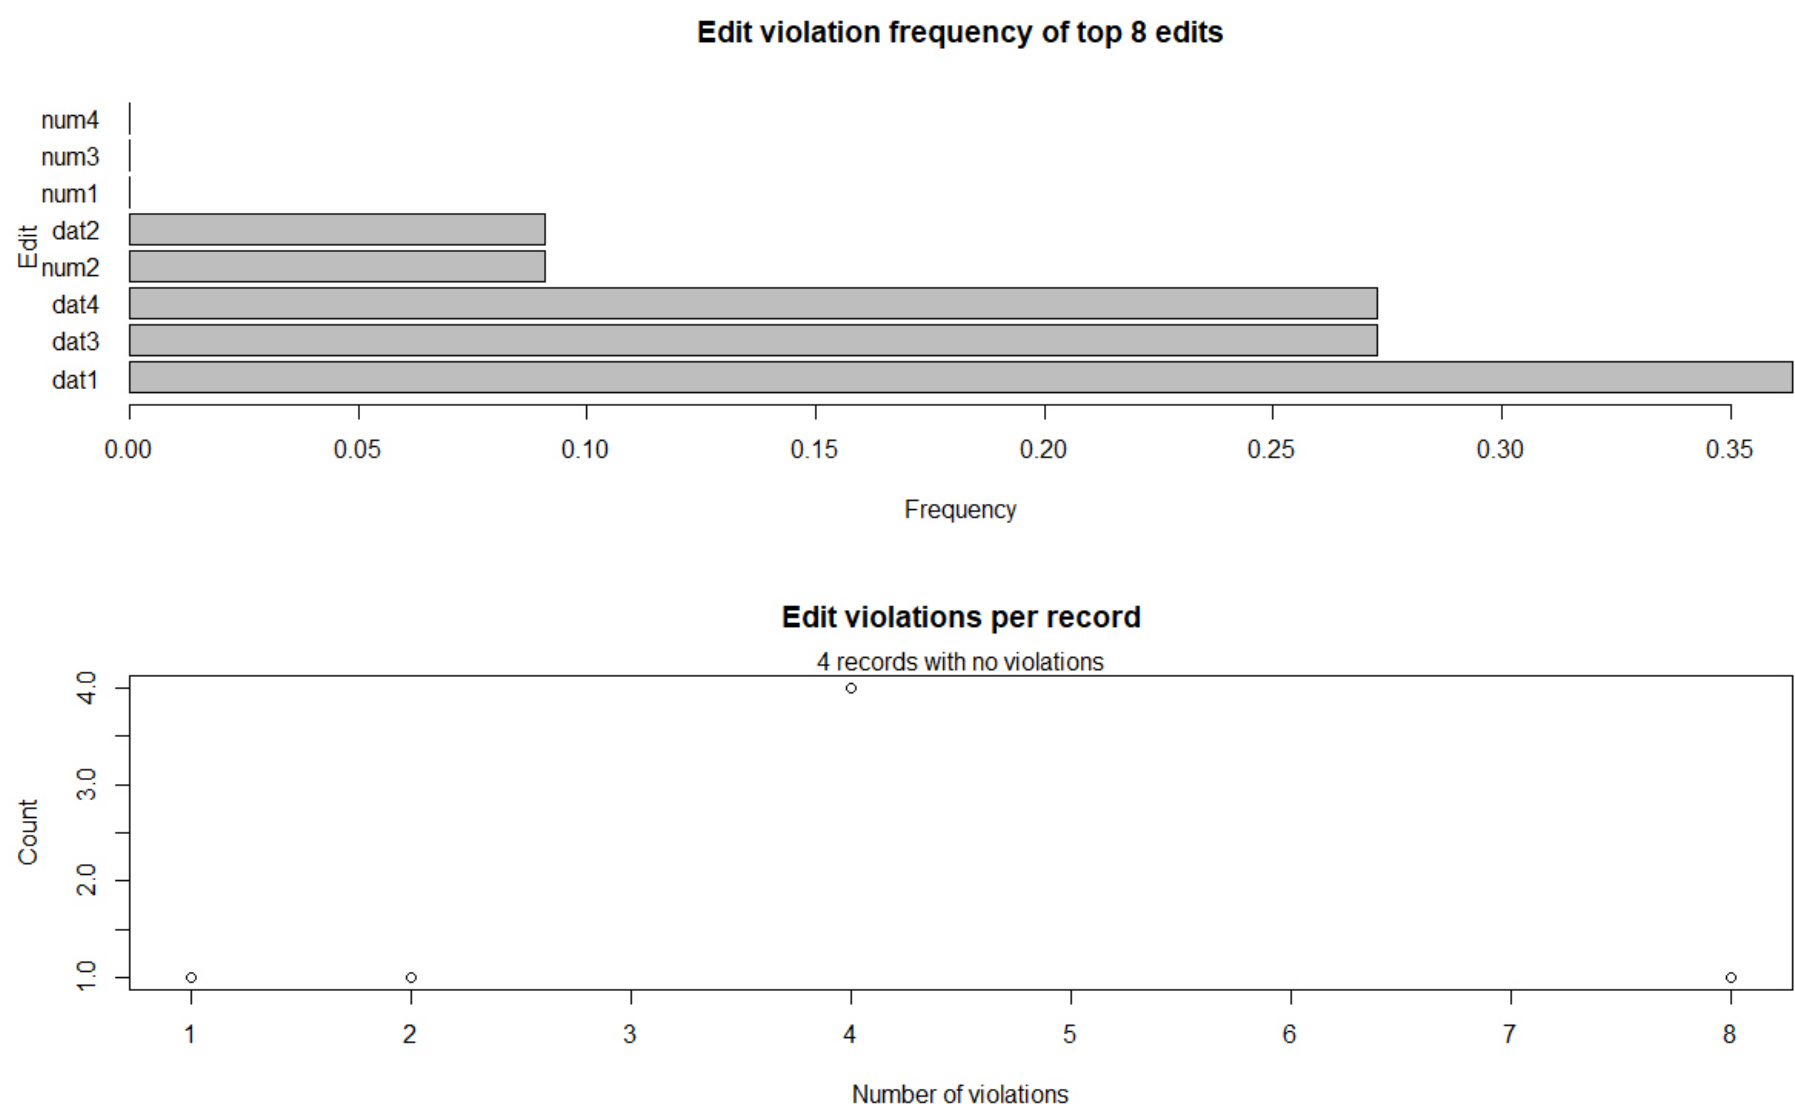 Edit violation frequency of top 8 edits
num4
num3
num1
dat2
num2
dat4
dat3
dat1
Edit
0.00 0.05 0.10 0.15 0.20 0.25 0.30 0.35
Frequency
Edit violations per record
4 records with no violations
4.0
3.0
2.0
1.0
Count
1 2 3 4 5 6 7 8
Number of violations